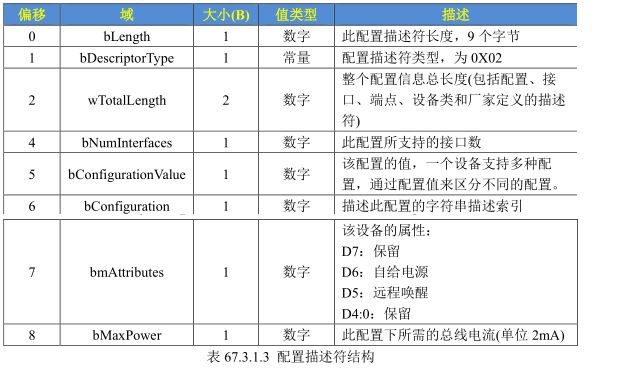 偏移 域 大小(B) 值类型 描述
0 bLength 1 数字 此配置描述符长度，9 个字节
1 bDescriptorType 1 常量 配置描述符类型，为 0X02
2 wTotalLength 2 数字 整个配置信息总长度(包括配置、接
口、端点、设备类和厂家定义的描述
符)
4 bNumInterfaces 1 数字 此配置所支持的接口数
5 bConfigurationValue 1 数字 该配置的值，一个设备支持多种配
置，通过配置值来区分不同的配置。
6 bConfiguration 1 数字 描述此配置的字符串描述索引
7 bmAttributes 1 数字 该设备的属性：
D7：保留
D6：自给电源
D5：远程唤醒
D4:0：保留
8 bMaxPower 1 数字 此配置下所需的总线电流(单位 2mA)
表 67.3.1.3 配置描述符结构